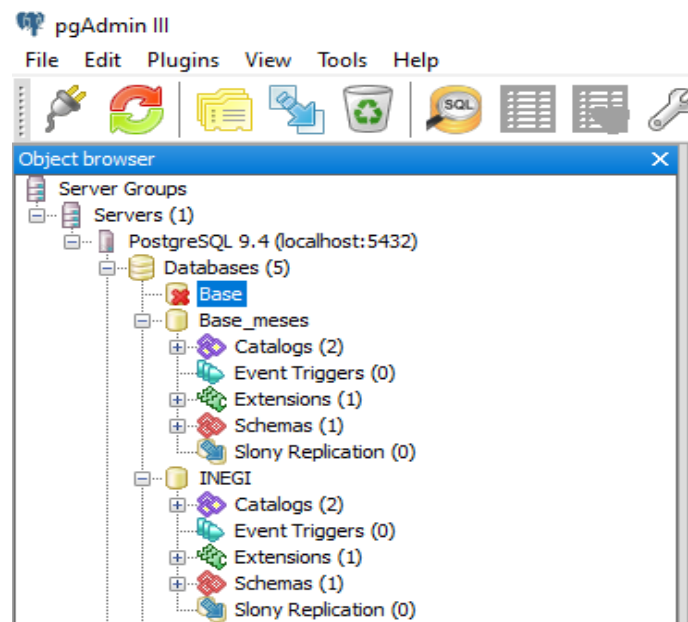 pgAdmin III
File Edit Plugins View Tools Help
SQL
Object browser
Server Groups
Servers (1)
PostgreSQL 9.4 (localhost:5432)
Databases (5)
Base
Base_meses
Catalogs (2)
Event Triggers (0)
Extensions (1)
Schemas (1)
Slony Replication (0)
INEGI
Catalogs (2)
Event Triggers (0)
Extensions (1)
Schemas (1)
Slony Replication (0)